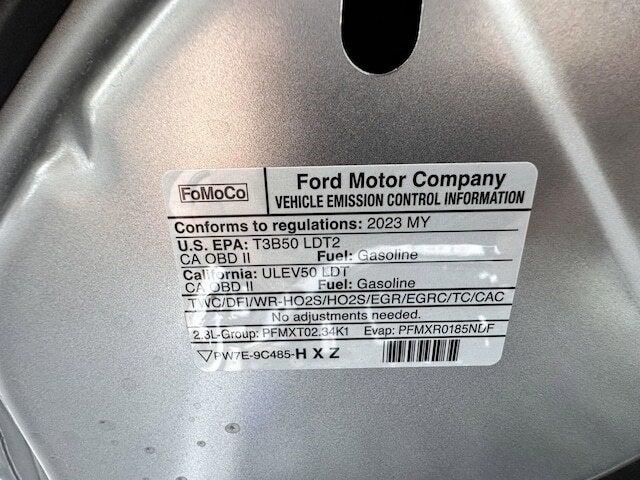 FoMoCo
Ford Motor Company
VEHICLE EMISSION CONTROL INFORMATION
Conforms to regulations: 2023 MY
U.S. EPA: T3B50 LDT2
CA OBD II Fuel: Gasoline
California: ULEV50 LDT
CA OBD II Fuel: Gasoline
TWC/DFI/WR-HO2S/HO2S/EGR/EGRC/TC/CAC
No adjustments needed.
2.3L-Group: PFMXT02.34K1 Evap: PFMXR0185NDF
PW7E-9C485-H X Z